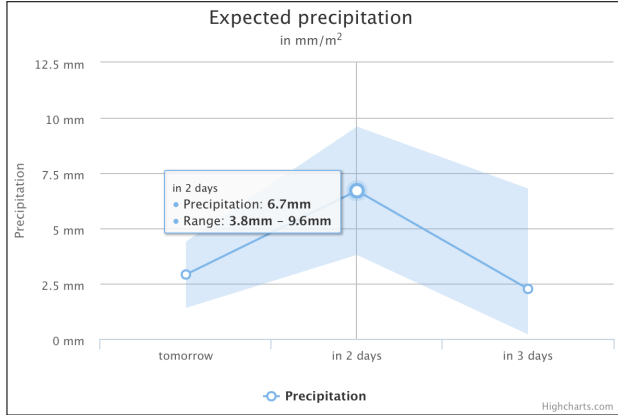 Expected precipitation
in mm/m²
12.5 mm
10 mm
7.5 mm
5 mm
2.5 mm
0 mm
Precipitation
in 2 days
● Precipitation: 6.7mm
● Range: 3.8mm – 9.6mm
tomorrow
in 2 days
in 3 days
Precipitation
Highcharts.com